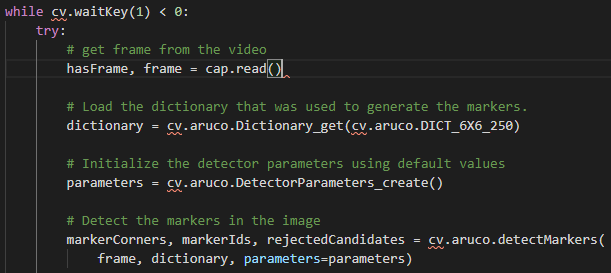 while cv.waitKey(1) < 0:
try:
# get frame from the video
hasFrame, frame = cap.read()
# Load the dictionary that was used to generate the markers.
dictionary = cv.aruco.Dictionary_get(cv.aruco.DICT_6X6_250)
# Initialize the detector parameters using default values
parameters = cv.aruco.DetectorParameters_create()
# Detect the markers in the image
markerCorners, markerIds, rejectedCandidates = cv.aruco.detectMarkers(
frame, dictionary, parameters=parameters)